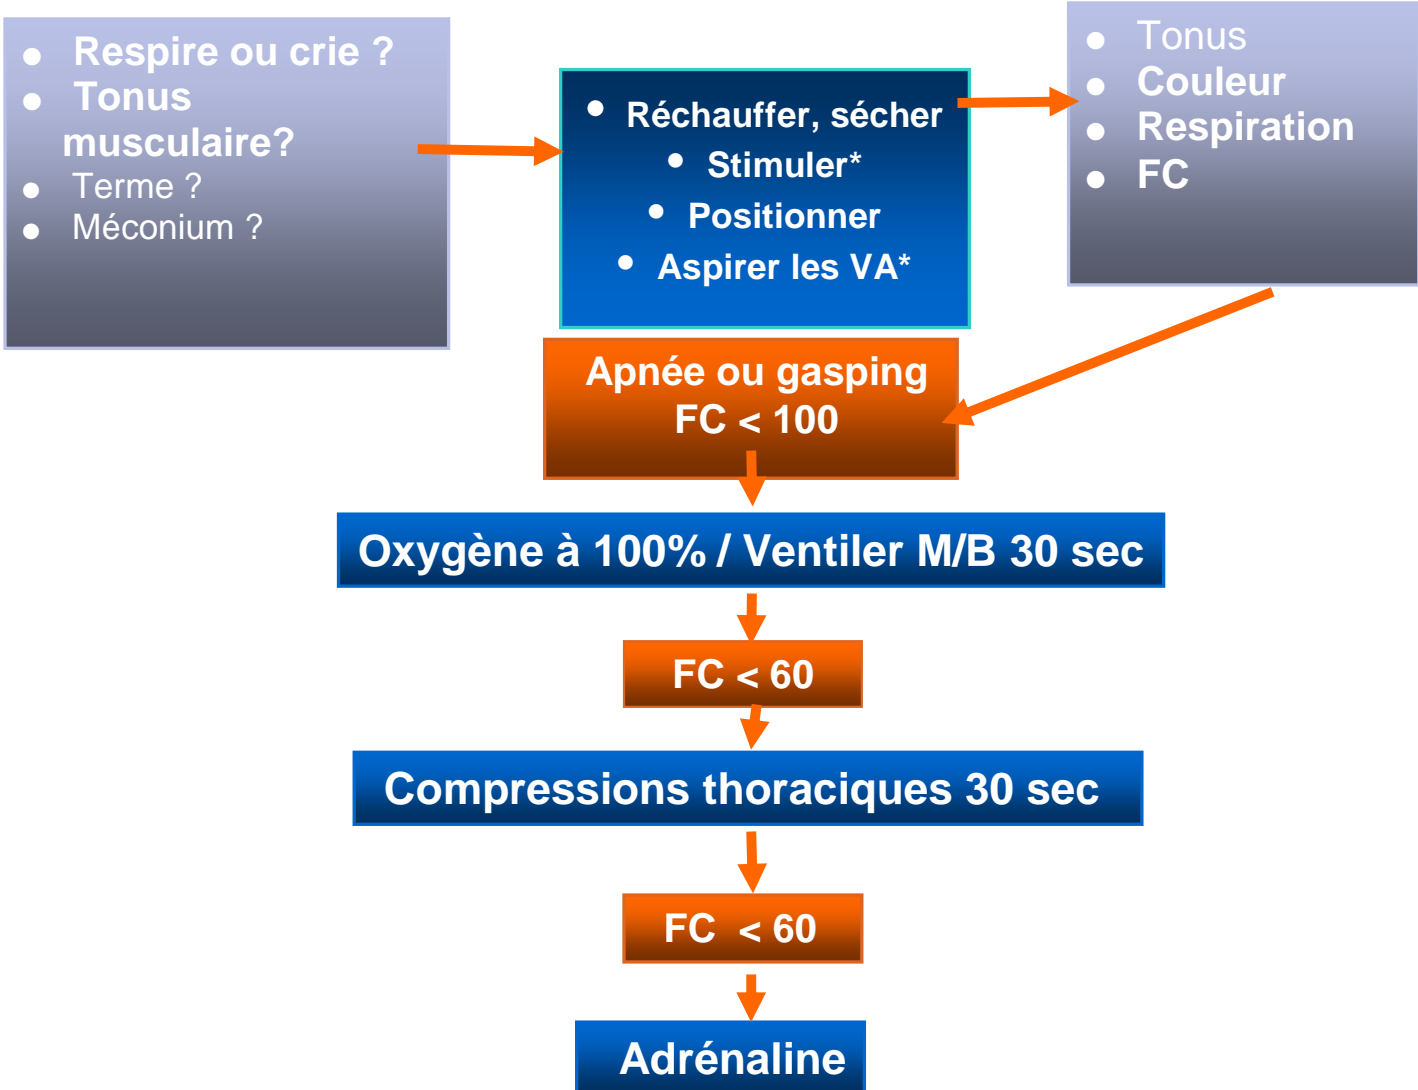 ● Respire ou crie ?
● Tonus
musculaire?
● Terme ?
● Méconium ?
● Réchauffer, sécher
● Stimuler*
● Positionner
● Aspirer les VA*
● Tonus
● Couleur
● Respiration
● FC
Apnée ou gasping
FC < 100
Oxygène à 100% / Ventiler M/B 30 sec
FC < 60
Compressions thoraciques 30 sec
FC < 60
Adrénaline